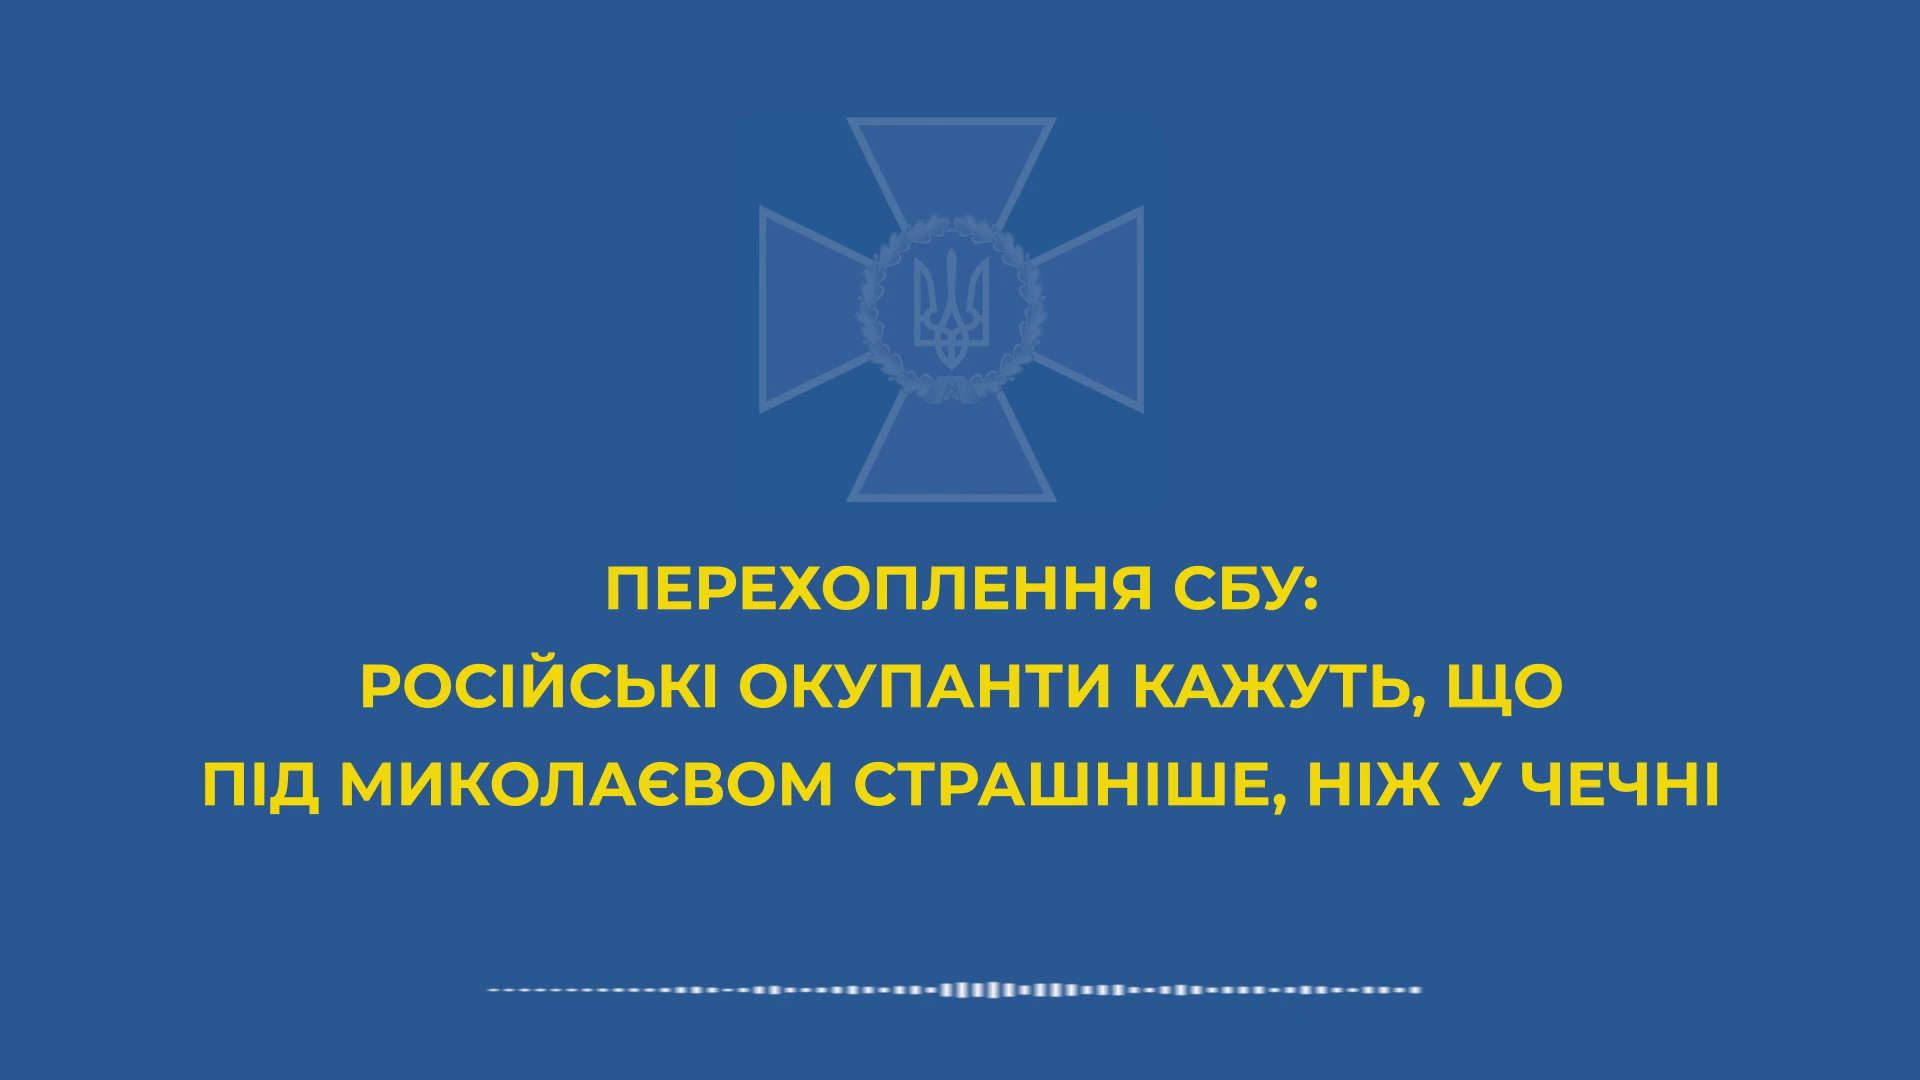 ПЕРЕХОПЛЕННЯ СБУ:
РОСІЙСЬКІ ОКУПАНТИ КАЖУТЬ, ЩО
ПІД МИКОЛАЄВОМ СТРАШНІШЕ, НІЖ У ЧЕЧНІ